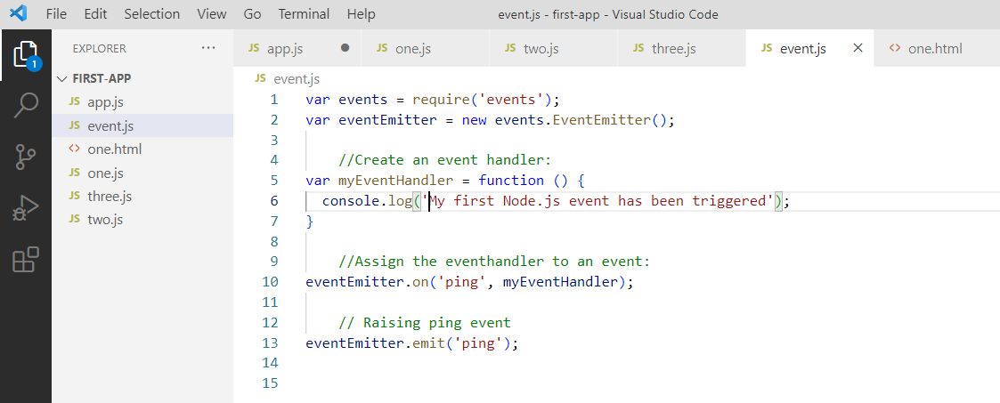 File Edit Selection View Go Terminal Help event.js - first-app - Visual Studio Code
EXPLORER ···
1
FIRST-APP
JS app.js
JS event.js
<> one.html
JS one.js
JS three.js
JS two.js
JS app.js JS one.js JS two.js JS three.js JS event.js <> one.html
JS event.js
1 var events = require('events');
2 var eventEmitter = new events.EventEmitter();
3
4 //Create an event handler:
5 var myEventHandler = function () {
6 console.log('My first Node.js event has been triggered');
7 }
8
9 //Assign the eventhandler to an event:
10 eventEmitter.on('ping', myEventHandler);
11
12 // Raising ping event
13 eventEmitter.emit('ping');
14
15